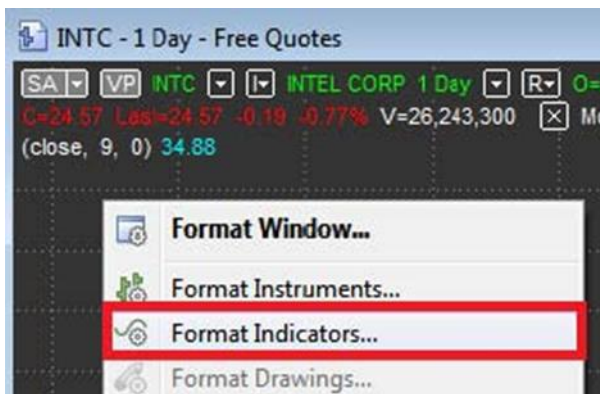 INTC - 1 Day - Free Quotes
SA VP INTC I INTEL CORP 1 Day R O=
C=24.57 Last=24.57 -0.19 -0.77% V=26,243,300 X
(close, 9, 0) 34.88
Format Window...
Format Instruments...
Format Indicators...
Format Drawings...